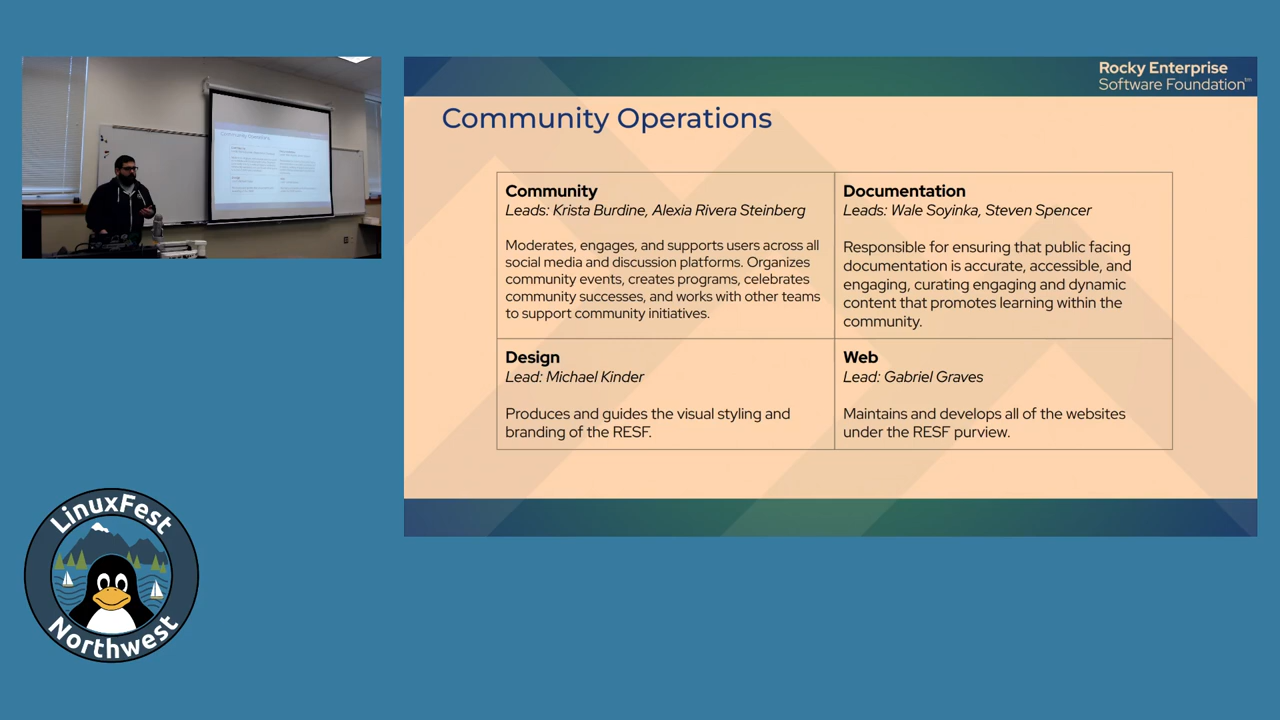 Rocky Enterprise
Software Foundation™
Community Operations
Community
Leads: Krista Burdine, Alexia Rivera Steinberg
Moderates, engages, and supports users across all
social media and discussion platforms. Organizes
community events, creates programs, celebrates
community successes, and works with other teams
to support community initiatives.
Documentation
Leads: Wale Soyinka, Steven Spencer
Responsible for ensuring that public facing
documentation is accurate, accessible, and
engaging, curating engaging and dynamic
content that promotes learning within the
community.
Design
Lead: Michael Kinder
Produces and guides the visual styling and
branding of the RESF.
Web
Lead: Gabriel Graves
Maintains and develops all of the websites
under the RESF purview.
Community Operations
LinuxFest
Northwest